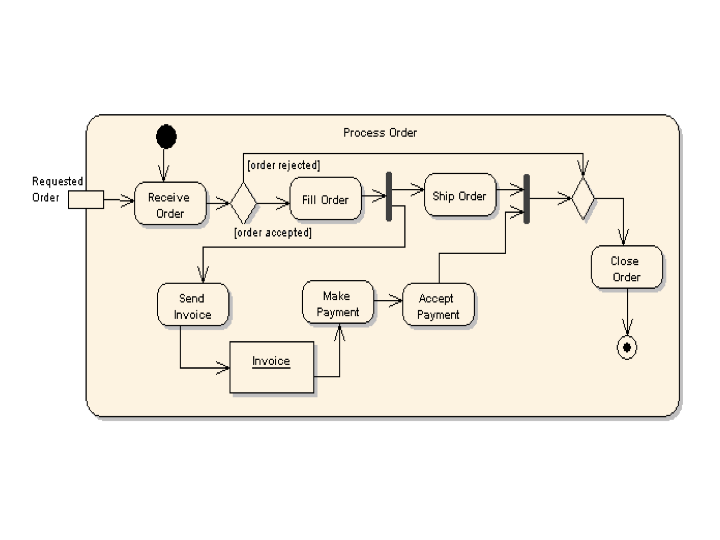 Process Order
[order rejected]
Requested
Order
Receive
Order
Fill Order
Ship Order
[order accepted]
Close
Order
Send
Invoice
Make
Payment
Accept
Payment
Invoice